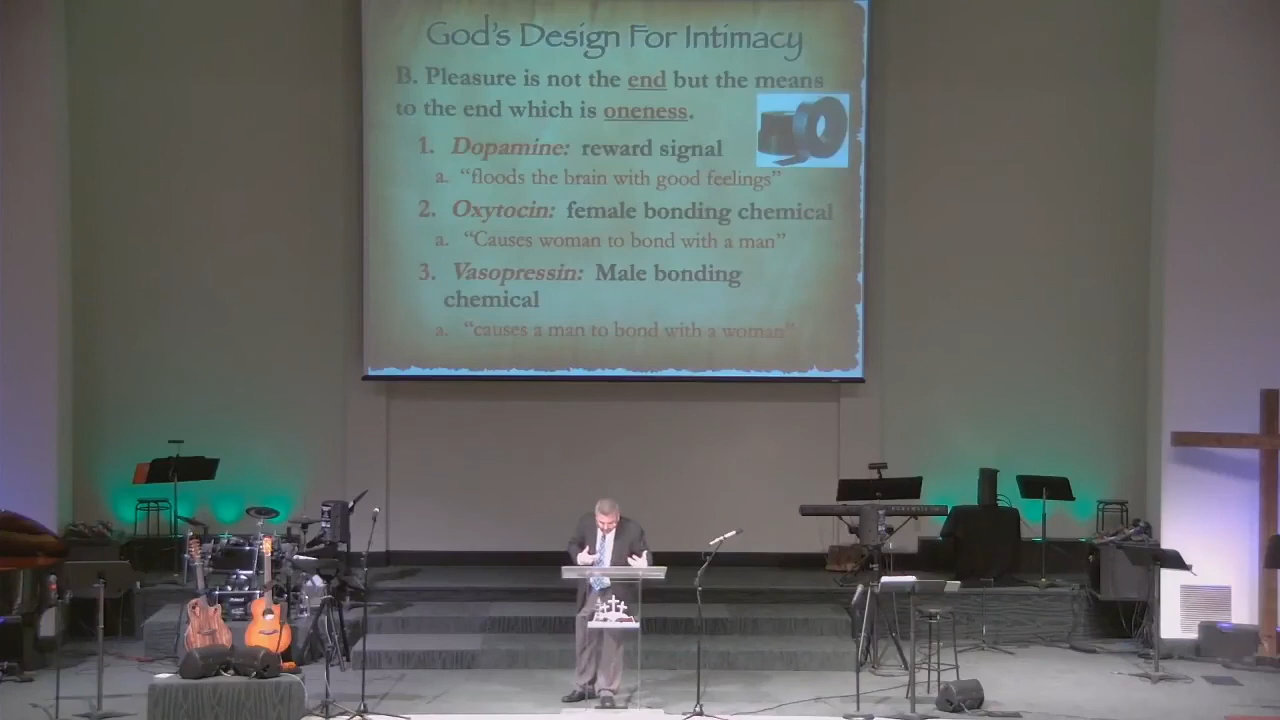 God's Design For Intimacy
B. Pleasure is not the end but the means
to the end which is oneness.
1. Dopamine: reward signal
a. "floods the brain with good feelings"
2. Oxytocin: female bonding chemical
a. "Causes woman to bond with a man"
3. Vasopressin: Male bonding
chemical
a. "causes a man to bond with a woman"